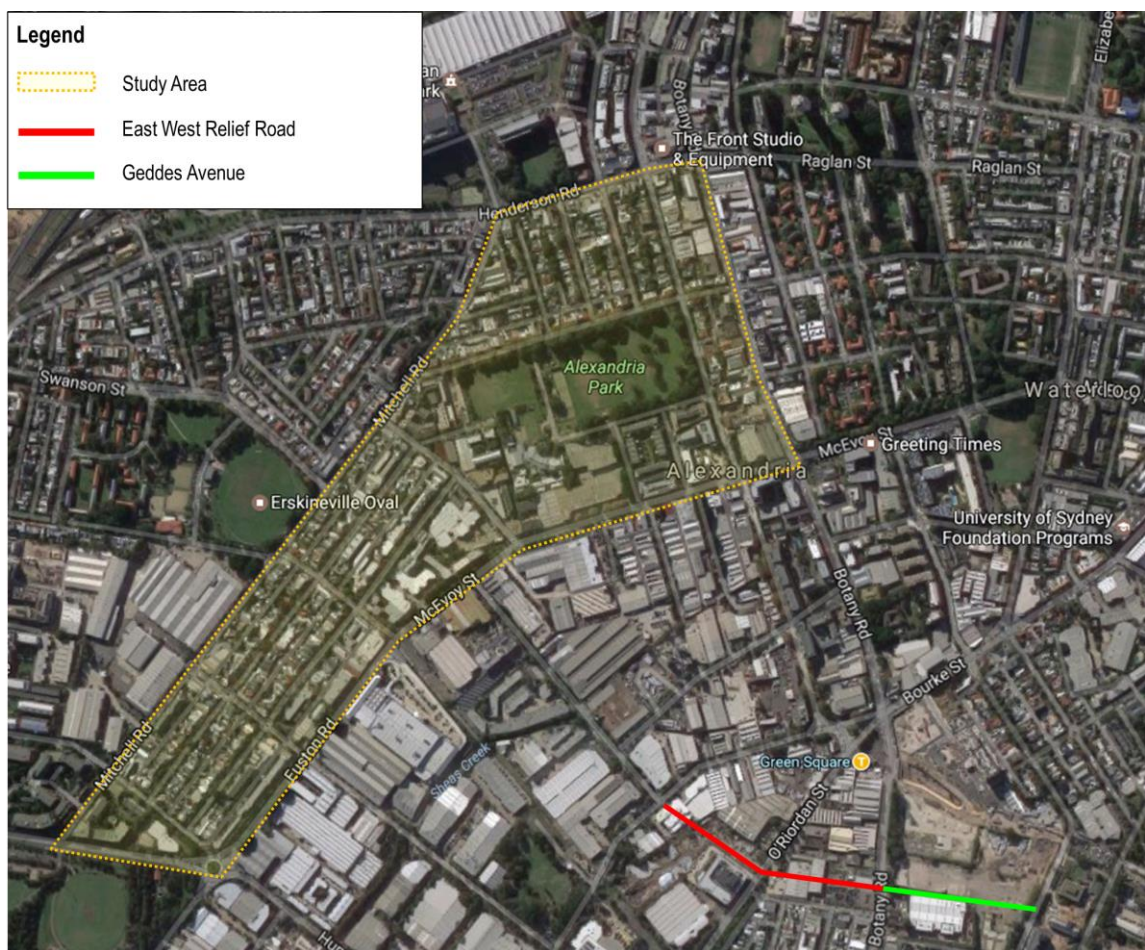 Legend
Study Area
East West Relief Road
Geddes Avenue
Elizabe
Botany
The Front Studio
& Equipment
Raglan St
Raglan St
Henderson Rd
Swanson St
Mitchell Rd
Alexandria
Park
Waterloo
McEvoy St
Greeting Times
Alexandria
Erskineville Oval
University of Sydney
Foundation Programs
McEvoy St
Botany Rd
Bourke St
Mitchell Rd
Euston Rd
Sheas Creek
Green Square
T
O'Riordan St
Botany Rd